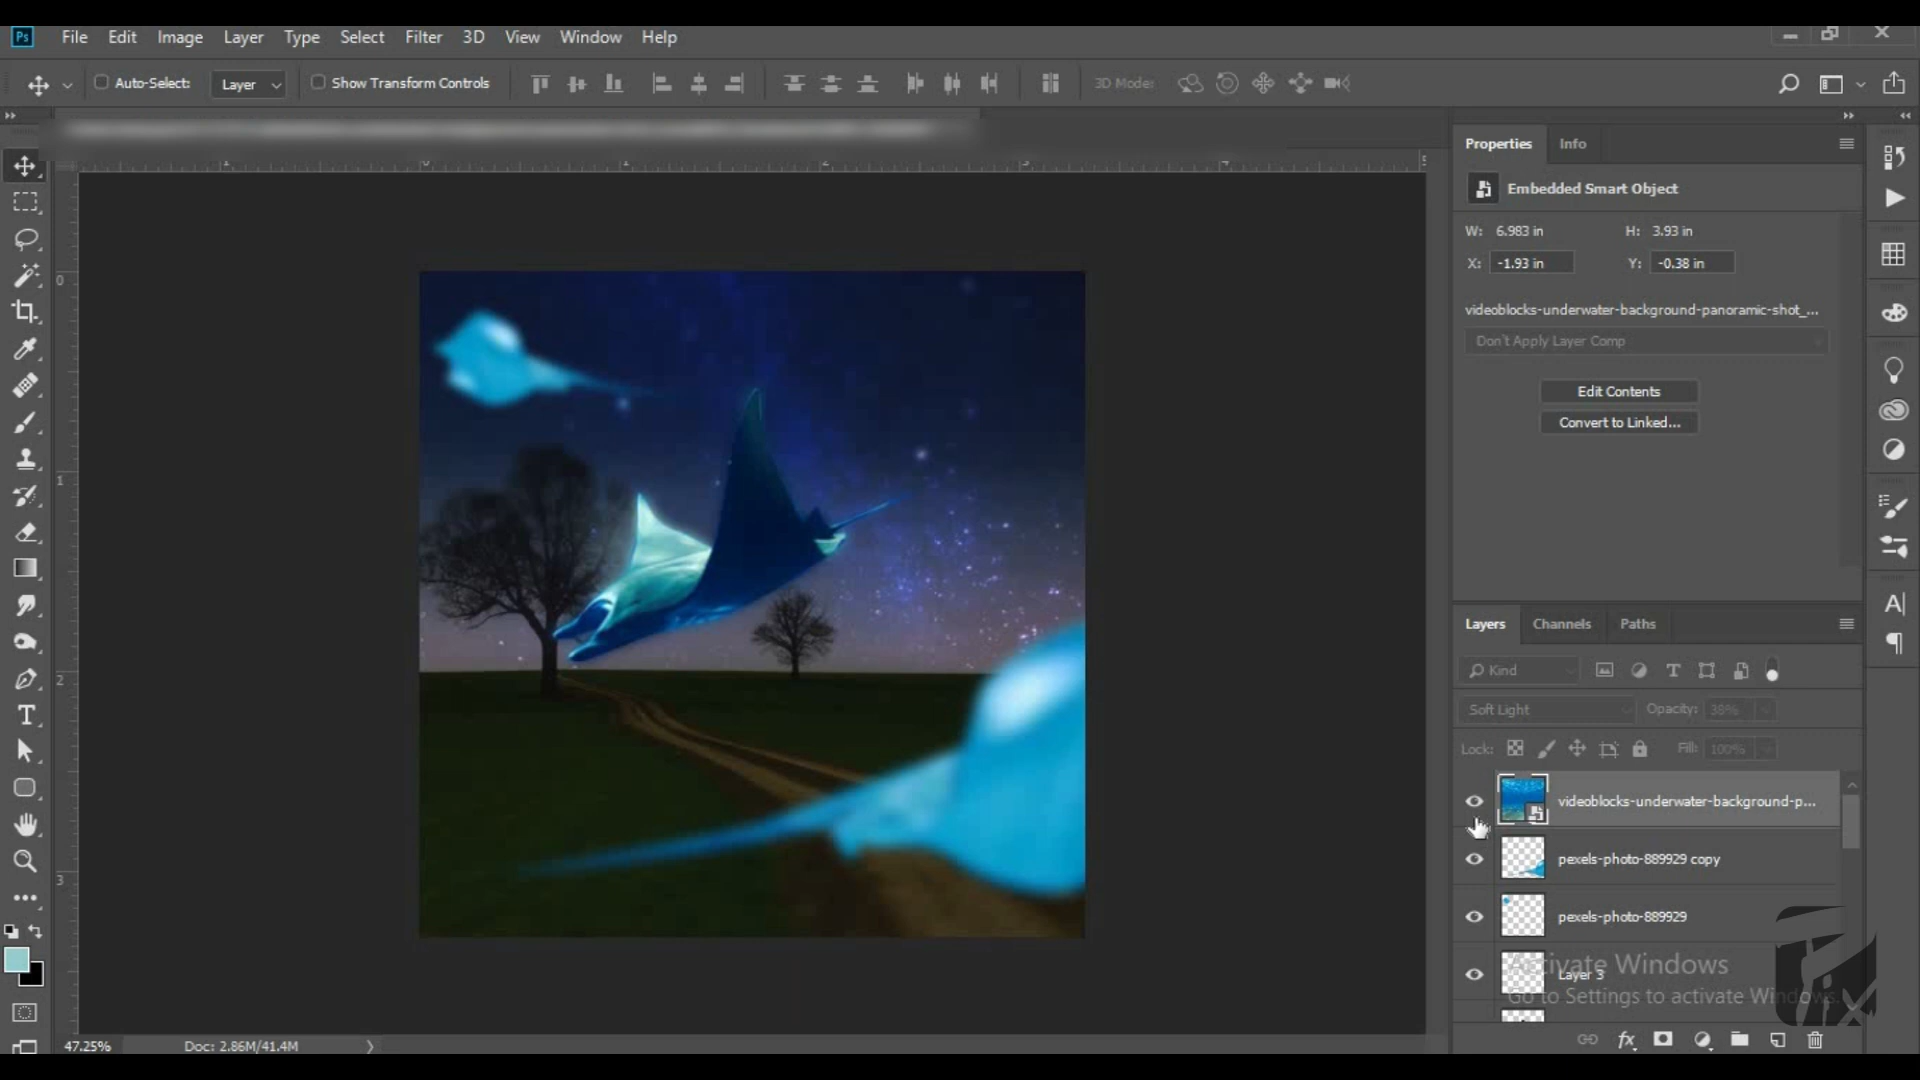 Ps File Edit Image Layer Type Select Filter 3D View Window Help
Auto-Select: Layer Show Transform Controls 3D Mode:
Properties Info
Embedded Smart Object
W: 6.983 in H: 3.93 in
X: -1.93 in Y: -0.38 in
videoblocks-underwater-background-panoramic-shot_...
Don't Apply Layer Comp
Edit Contents
Convert to Linked...
Layers Channels Paths
Kind
Soft Light Opacity: 38%
Lock: Fill: 100%
videoblocks-underwater-background-p...
pexels-photo-889929 copy
pexels-photo-889929
Layer 3
Activate Windows
Go to Settings to activate Windows.
47.25% Doc: 2.86M/41.4M